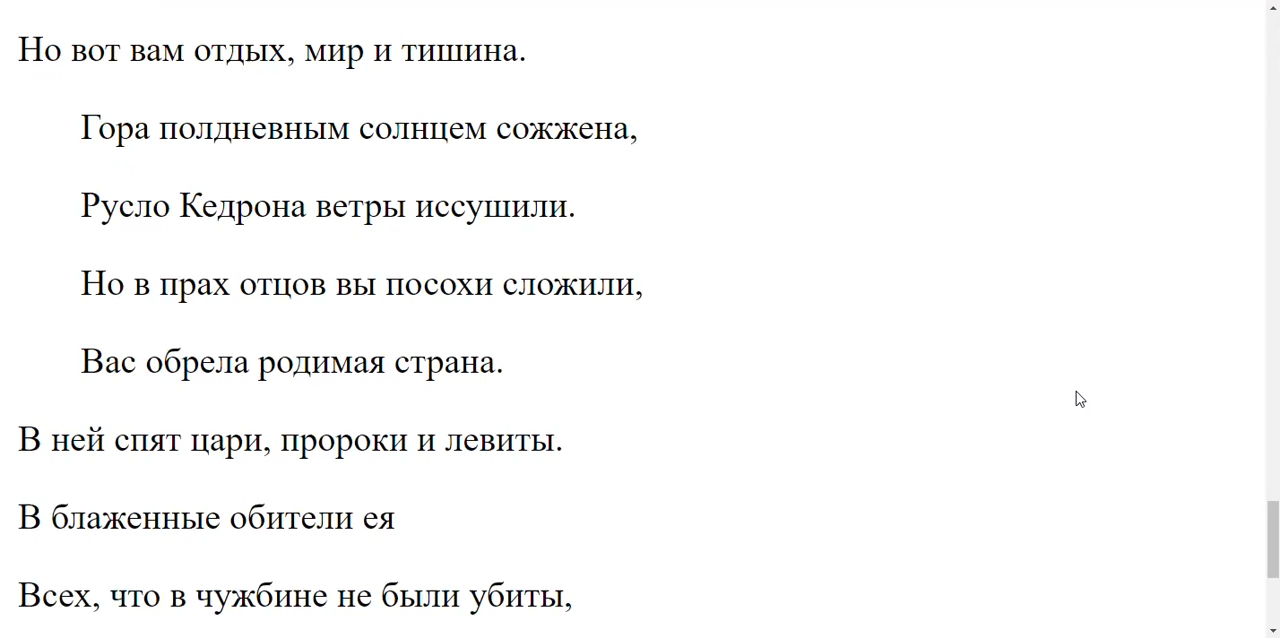 Но вот вам отдых, мир и тишина.
Гора полдневным солнцем сожжена,
Русло Кедрона ветры иссушили.
Но в прах отцов вы посохи сложили,
Вас обрела родимая страна.
В ней спят цари, пророки и левиты.
В блаженные обители ея
Всех, что в чужбине не были убиты,